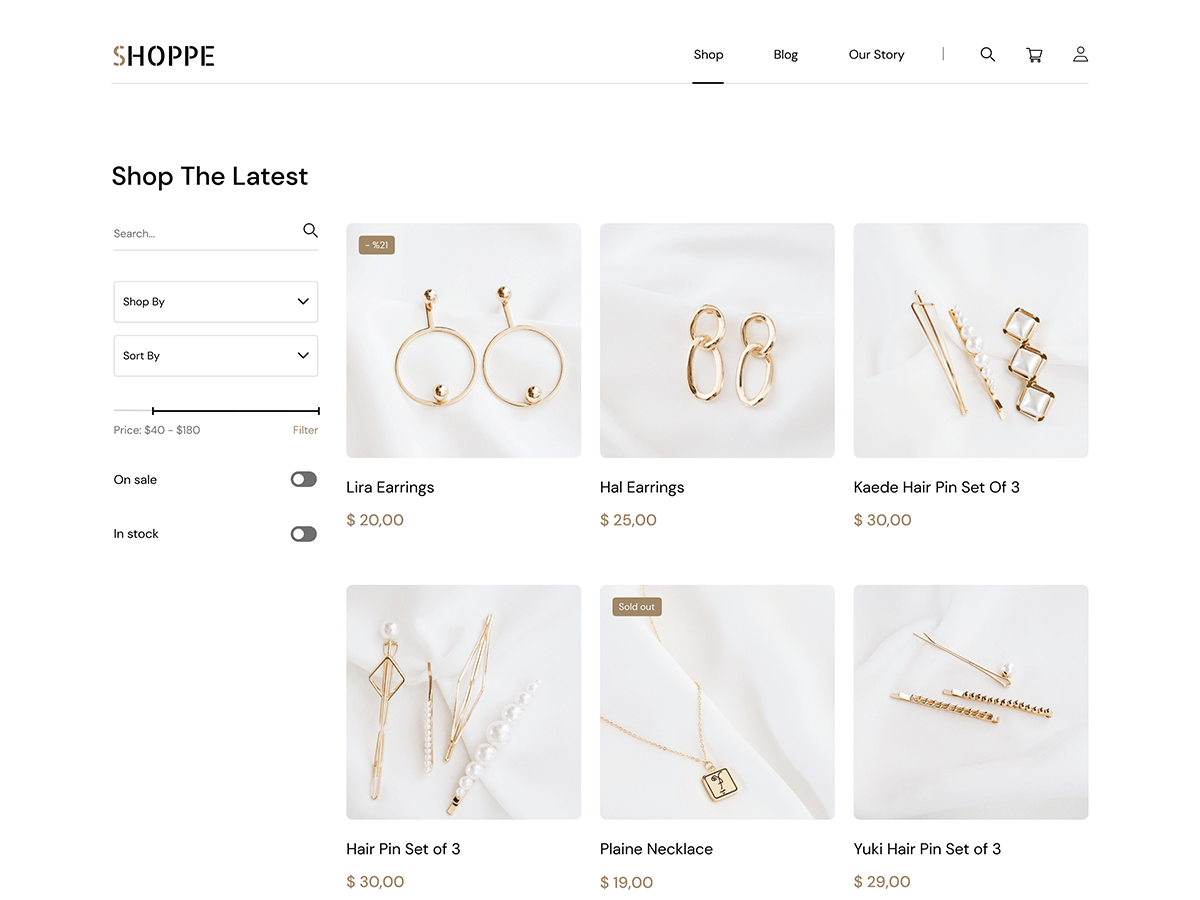 SHOPPE
Shop Blog Our Story
Shop The Latest
Search...
Shop By
Sort By
Price: $40 - $180 Filter
On sale
In stock
- %21
Lira Earrings
$ 20,00
Hal Earrings
$ 25,00
Kaede Hair Pin Set Of 3
$ 30,00
Hair Pin Set of 3
$ 30,00
Sold out
Plaine Necklace
$ 19,00
Yuki Hair Pin Set of 3
$ 29,00